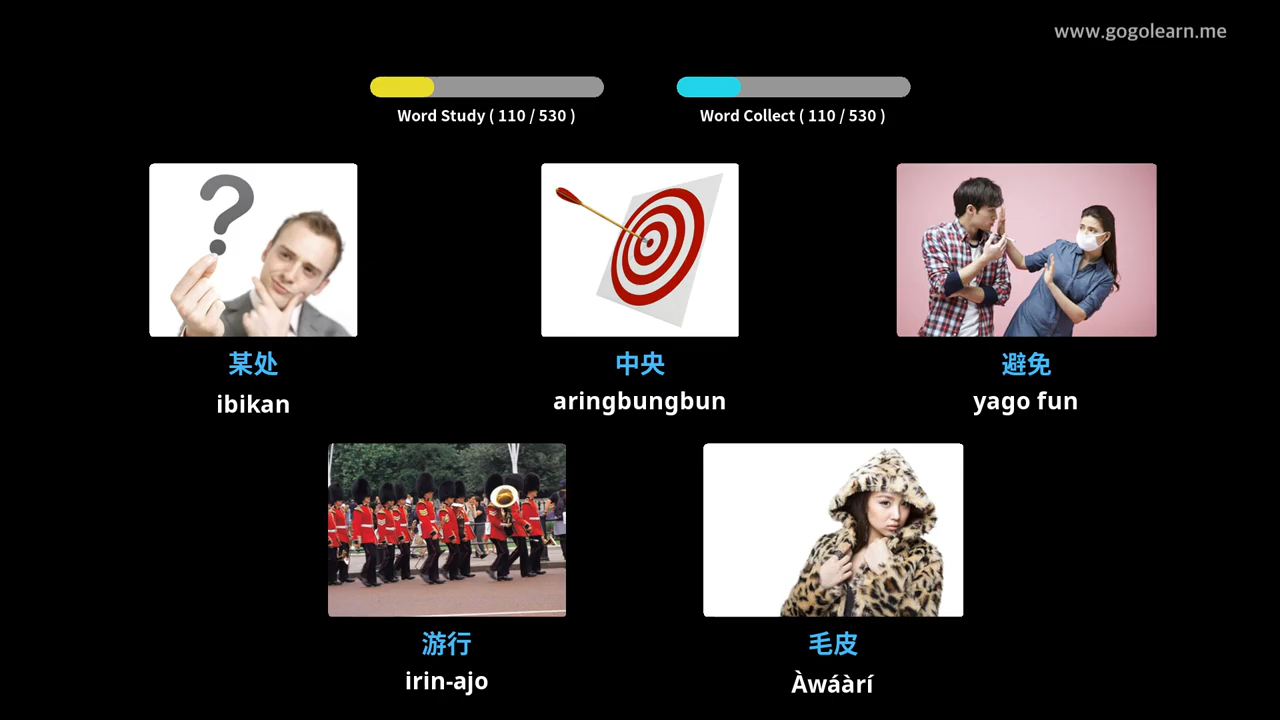 www.gogolearn.me
Word Study ( 110 / 530 )
Word Collect ( 110 / 530 )
某处
ibikan
中央
aringbungbun
避免
yago fun
游行
irin-ajo
毛皮
Àwáàrí